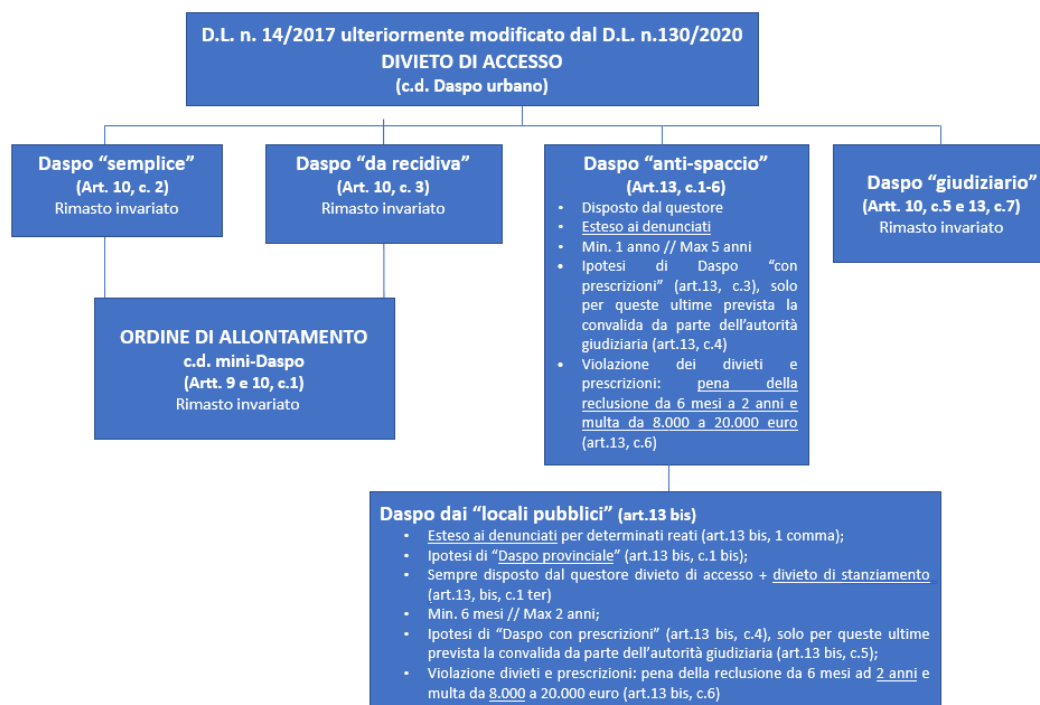 D.L. n. 14/2017 ulteriormente modificato dal D.L. n.130/2020
DIVIETO DI ACCESSO
(c.d. Daspo urbano)
Daspo “semplice”
(Art. 10, c. 2)
Rimasto invariato
Daspo “da recidiva”
(Art. 10, c. 3)
Rimasto invariato
Daspo “anti-spaccio”
(Art.13, c.1-6)
• Disposto dal questore
• Esteso ai denunciati
• Min. 1 anno // Max 5 anni
• Ipotesi di Daspo “con
prescrizioni” (art.13, c.3), solo
per queste ultime prevista la
convalida da parte dell’autorità
giudiziaria (art.13, c.4)
• Violazione dei divieti e
prescrizioni: pena della
reclusione da 6 mesi a 2 anni e
multa da 8.000 a 20.000 euro
(art.13, c.6)
Daspo “giudiziario”
(Artt. 10, c.5 e 13, c.7)
Rimasto invariato
ORDINE DI ALLONTAMENTO
c.d. mini-Daspo
(Artt. 9 e 10, c.1)
Rimasto invariato
Daspo dai “locali pubblici” (art.13 bis)
• Esteso ai denunciati per determinati reati (art.13 bis, 1 comma);
• Ipotesi di “Daspo provinciale” (art.13 bis, c.1 bis);
• Sempre disposto dal questore divieto di accesso + divieto di stanziamento
(art.13, bis, c.1 ter)
• Min. 6 mesi // Max 2 anni;
• Ipotesi di “Daspo con prescrizioni” (art.13 bis, c.4), solo per queste ultime
prevista la convalida da parte dell’autorità giudiziaria (art.13 bis, c.5);
• Violazione divieti e prescrizioni: pena della reclusione da 6 mesi ad 2 anni e
multa da 8.000 a 20.000 euro (art.13 bis, c.6)